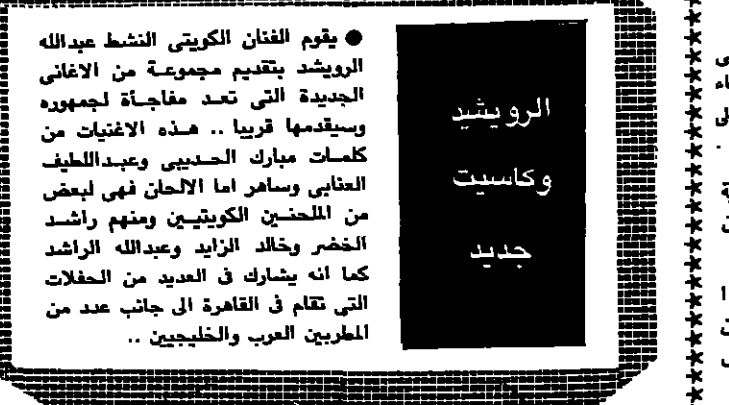 الرويشيد
وكاسيت
جديد
● يقوم الفنان الكويتى النشط عبدالله
الرويشد بتقديم مجموعة من الاغانى
الجديدة التى تعد مفاجأة لجمهوره
وسيقدمها قريبا .. هذه الاغنيات من
كلمات مبارك الحديبى وعبداللطيف
العنابى وساهر اما الالحان فهى لبعض
من الملحنين الكويتيين ومنهم راشد
الخضر وخالد الزايد وعبدالله الراشد
كما انه يشارك فى العديد من الحفلات
التى تقام فى القاهرة الى جانب عدد من
المطربين العرب والخليجيين ..